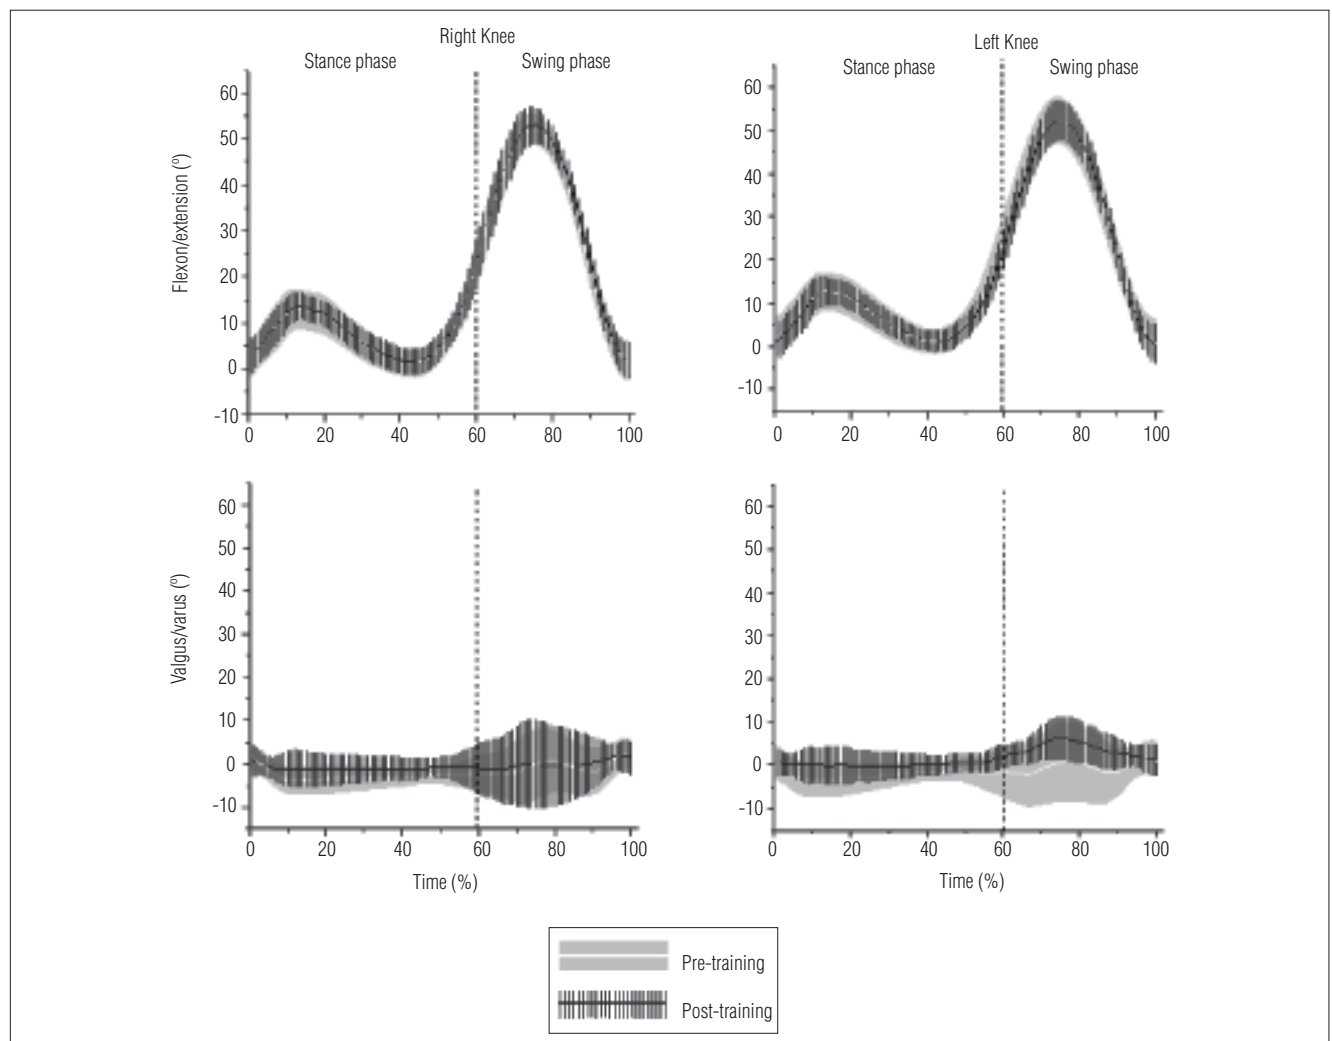 Right Knee
Stance phase Swing phase
Flexon/extension (º)
60
50
40
30
20
10
0
-10
0 20 40 60 80 100
Left Knee
Stance phase Swing phase
60
50
40
30
20
10
0
-10
0 20 40 60 80 100
Valgus/varus (º)
60
50
40
30
20
10
0
-10
0 20 40 60 80 100
Time (%)
60
50
40
30
20
10
0
-10
0 20 40 60 80 100
Time (%)
Pre-training
Post-training